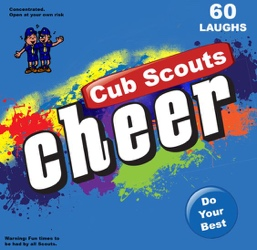 Concentrated.
Open at your own risk
60
LAUGHS
Cub Scouts
cheer
Do
Your
Best
Warning: Fun times to
be had by all Scouts.